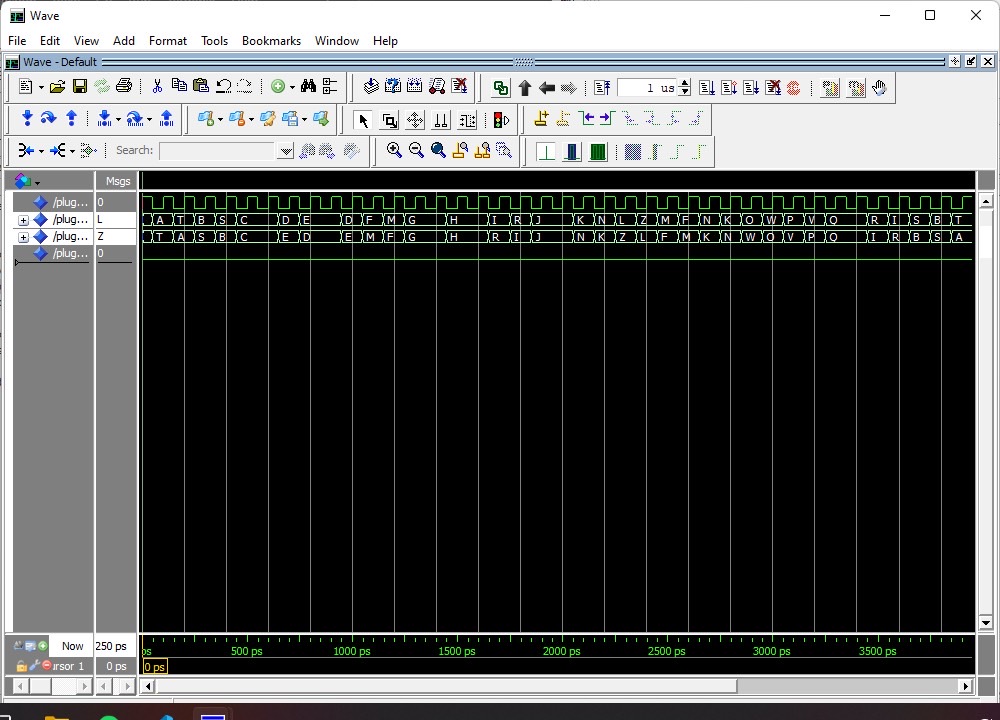 Wave
File Edit View Add Format Tools Bookmarks Window Help
Wave - Default
1 us
Search:
Msgs
/plug... 0
/plug... L A T B S C D E D F M G H I R J K N L Z M F N K O W P V Q R I S B T
/plug... Z T A S B C E D E M F G H R I J N K Z L F M K N W O V P Q I R B S A
/plug... 0
Now 250 ps ps 500 ps 1000 ps 1500 ps 2000 ps 2500 ps 3000 ps 3500 ps
ursor 1 0 ps 0 ps